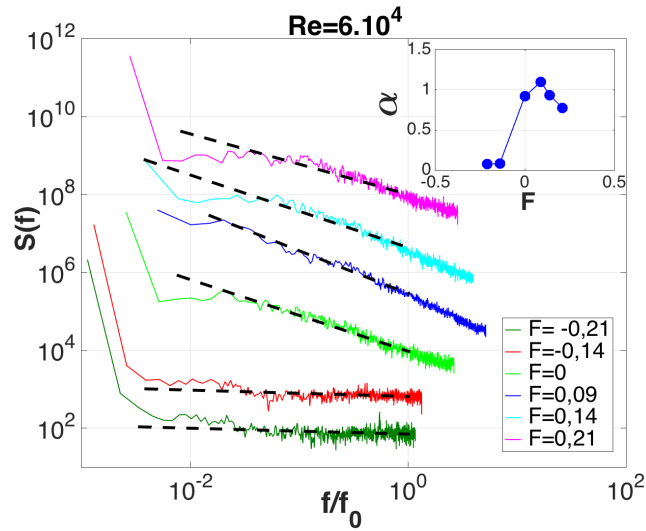 Re=6.10⁴
S(f)
10¹²
10¹⁰
10⁸
10⁶
10⁴
10²
10⁻²
10⁰
10²
f/f₀
α
1.5
1
0.5
0
-0.5
0
0.5
F
F= -0,21
F=-0,14
F=0
F=0,09
F=0,14
F=0,21